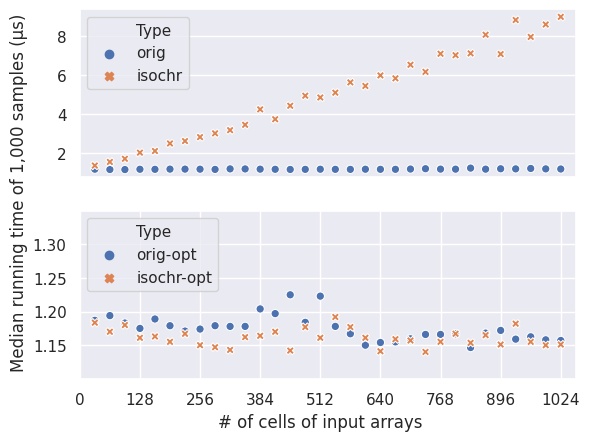 Median running time of 1,000 samples (µs)
8
6
4
2
Type
orig
isochr
1.30
1.25
1.20
1.15
Type
orig-opt
isochr-opt
0 128 256 384 512 640 768 896 1024
# of cells of input arrays